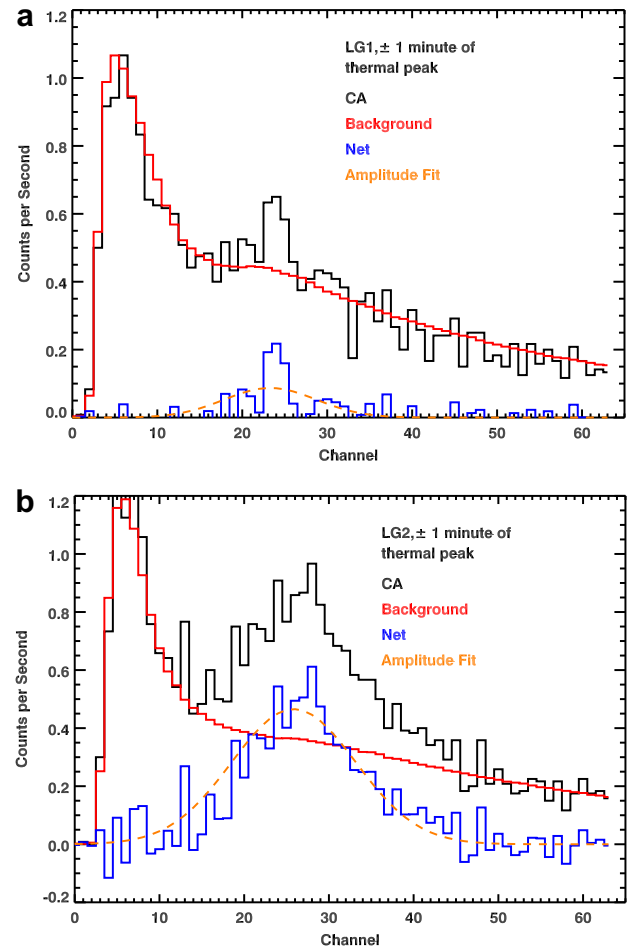 a
LG1,± 1 minute of
thermal peak
CA
Background
Net
Amplitude Fit
Counts per Second
1.2
1.0
0.8
0.6
0.4
0.2
0.0
0 10 20 30 40 50 60
Channel
b
LG2,± 1 minute of
thermal peak
CA
Background
Net
Amplitude Fit
Counts per Second
1.2
1.0
0.8
0.6
0.4
0.2
0.0
-0.2
0 10 20 30 40 50 60
Channel